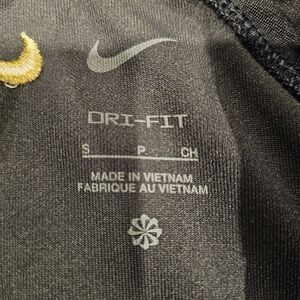 DRI-FIT
S P CH
MADE IN VIETNAM
FABRIQUE AU VIETNAM